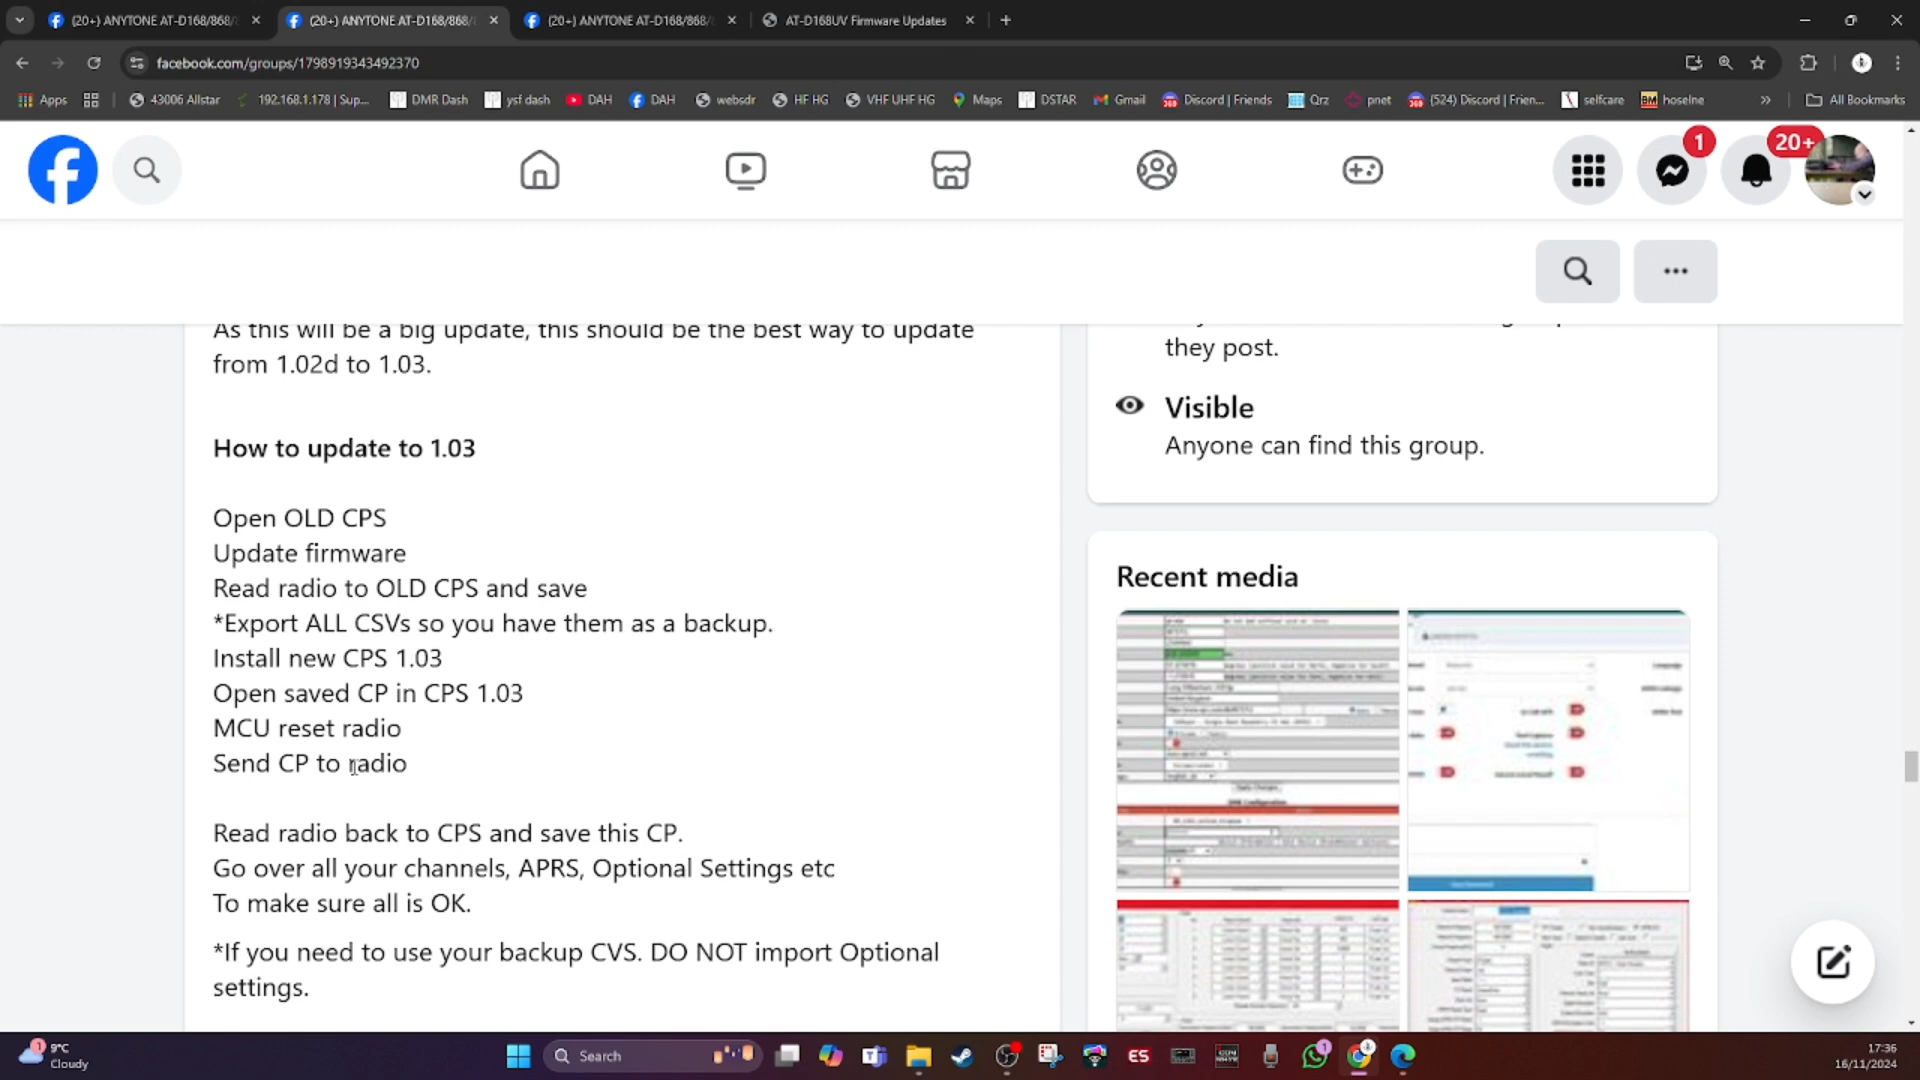 (20+) ANYTONE AT-D168/868/
(20+) ANYTONE AT-D168/868/
(20+) ANYTONE AT-D168/868/
AT-D168UV Firmware Updates
facebook.com/groups/1798919343492370
Apps
43006 Allstar
192.168.1.178 | Sup...
DMR Dash
ysf dash
DAH
DAH
websdr
HF HG
VHF UHF HG
Maps
DSTAR
Gmail
Discord | Friends
Qrz
pnet
(524) Discord | Frien...
selfcare
hoselne
All Bookmarks
1
20+
As this will be a big update, this should be the best way to update
from 1.02d to 1.03.
How to update to 1.03
Open OLD CPS
Update firmware
Read radio to OLD CPS and save
*Export ALL CSVs so you have them as a backup.
Install new CPS 1.03
Open saved CP in CPS 1.03
MCU reset radio
Send CP to radio
Read radio back to CPS and save this CP.
Go over all your channels, APRS, Optional Settings etc
To make sure all is OK.
*If you need to use your backup CVS. DO NOT import Optional
settings.
they post.
Visible
Anyone can find this group.
Recent media
1
9°C
Cloudy
Search
ES
1
17:36
16/11/2024